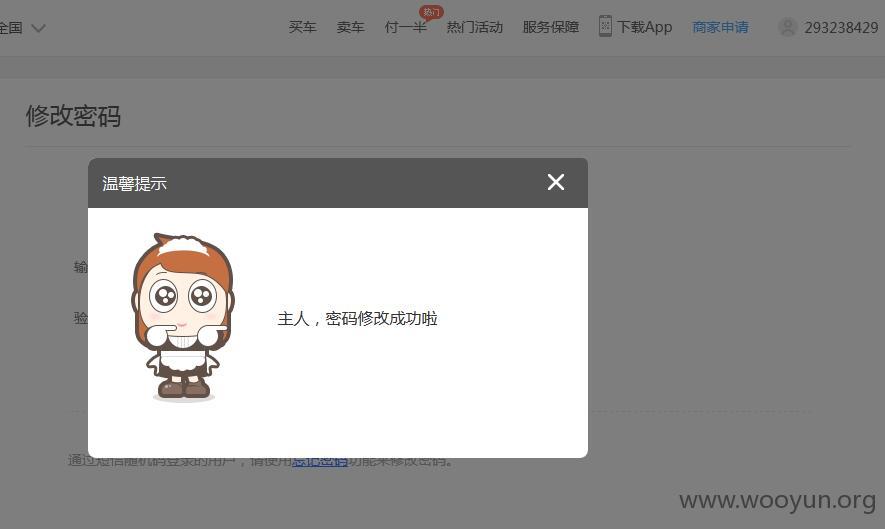 全国
买车 卖车 付一半 热门 热门活动 服务保障 下载App 商家申请 293238429
修改密码
温馨提示
输
验
主人，密码修改成功啦
通过短信随机码登录的用户，请使用忘记密码功能来修改密码。
www.wooyun.org